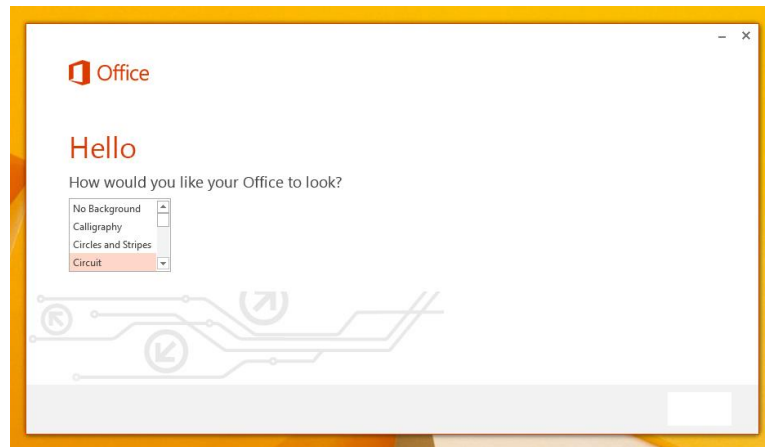 Office
Hello
How would you like your Office to look?
No Background
Calligraphy
Circles and Stripes
Circuit